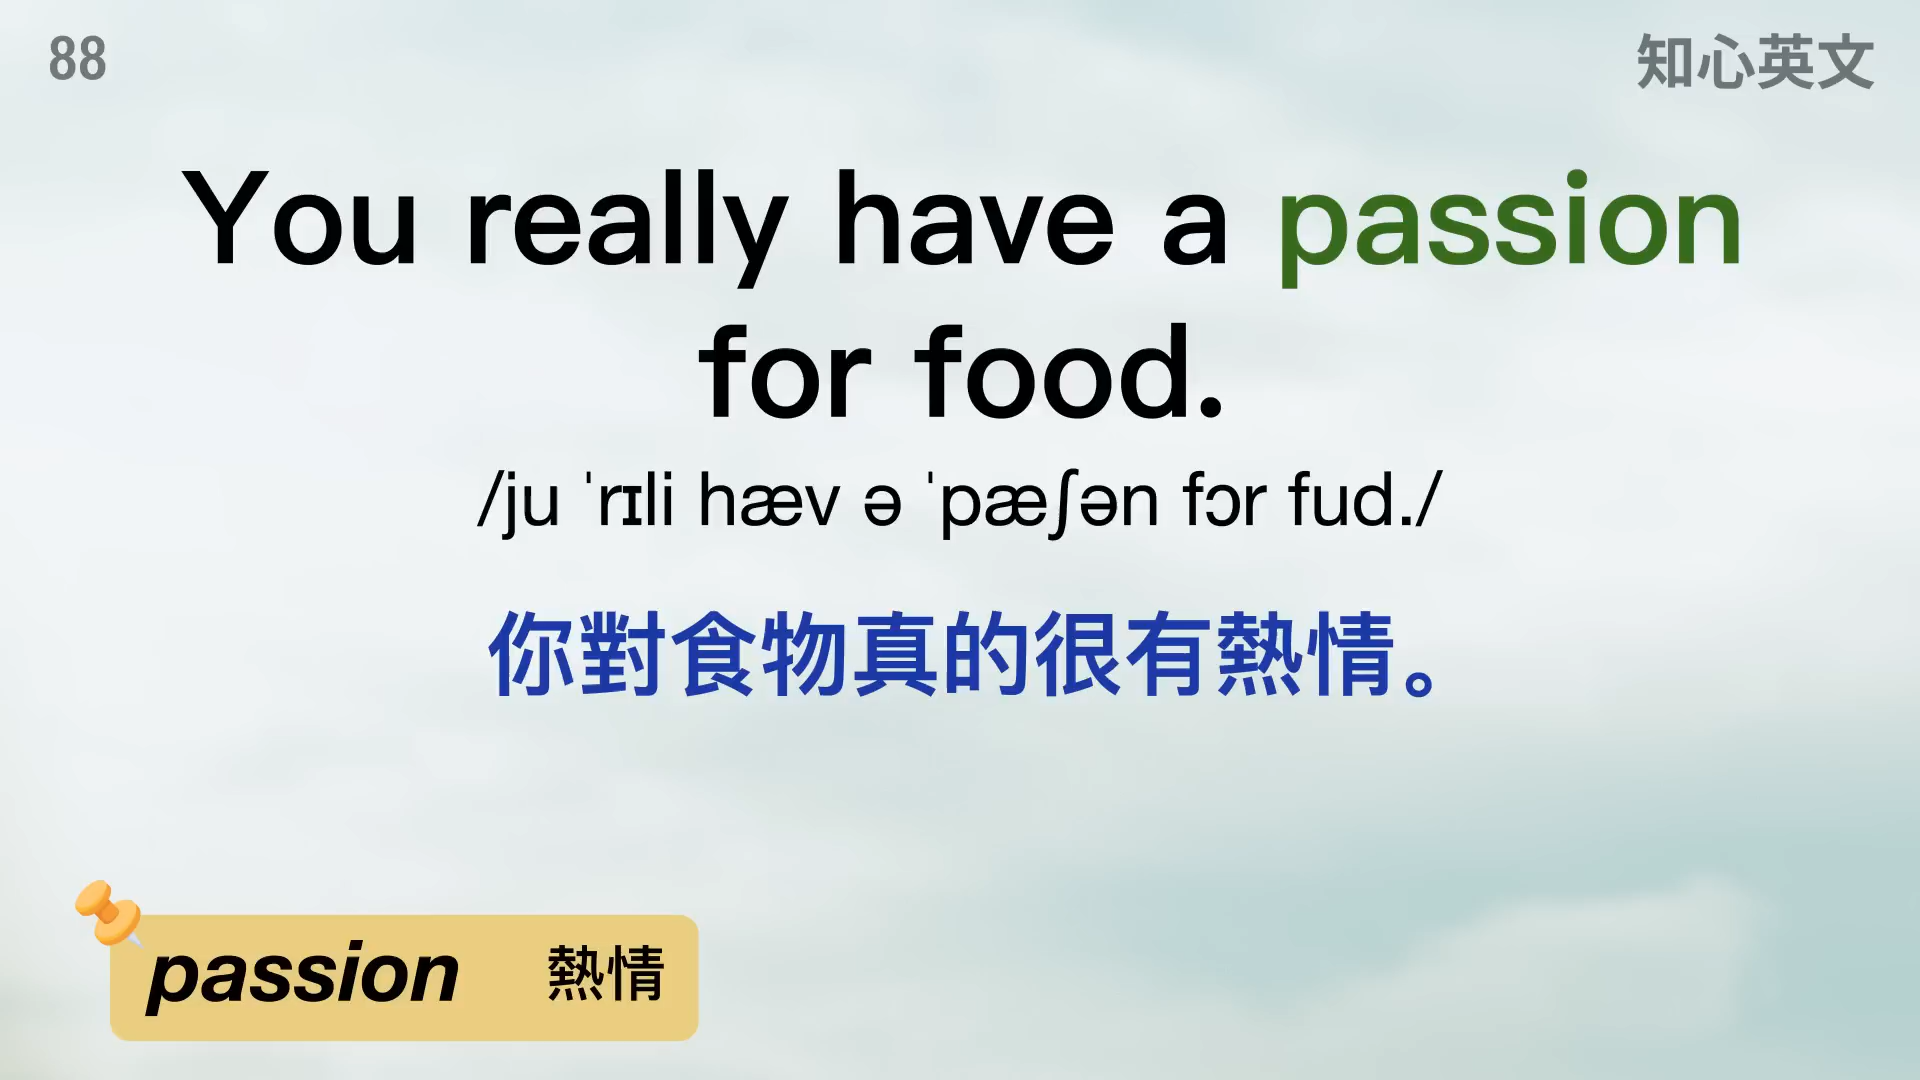 88
知心英文
You really have a passion
for food.
/ju ˈrɪli hæv ə ˈpæʃən fɔr fud./
你對食物真的很有熱情。
passion 熱情